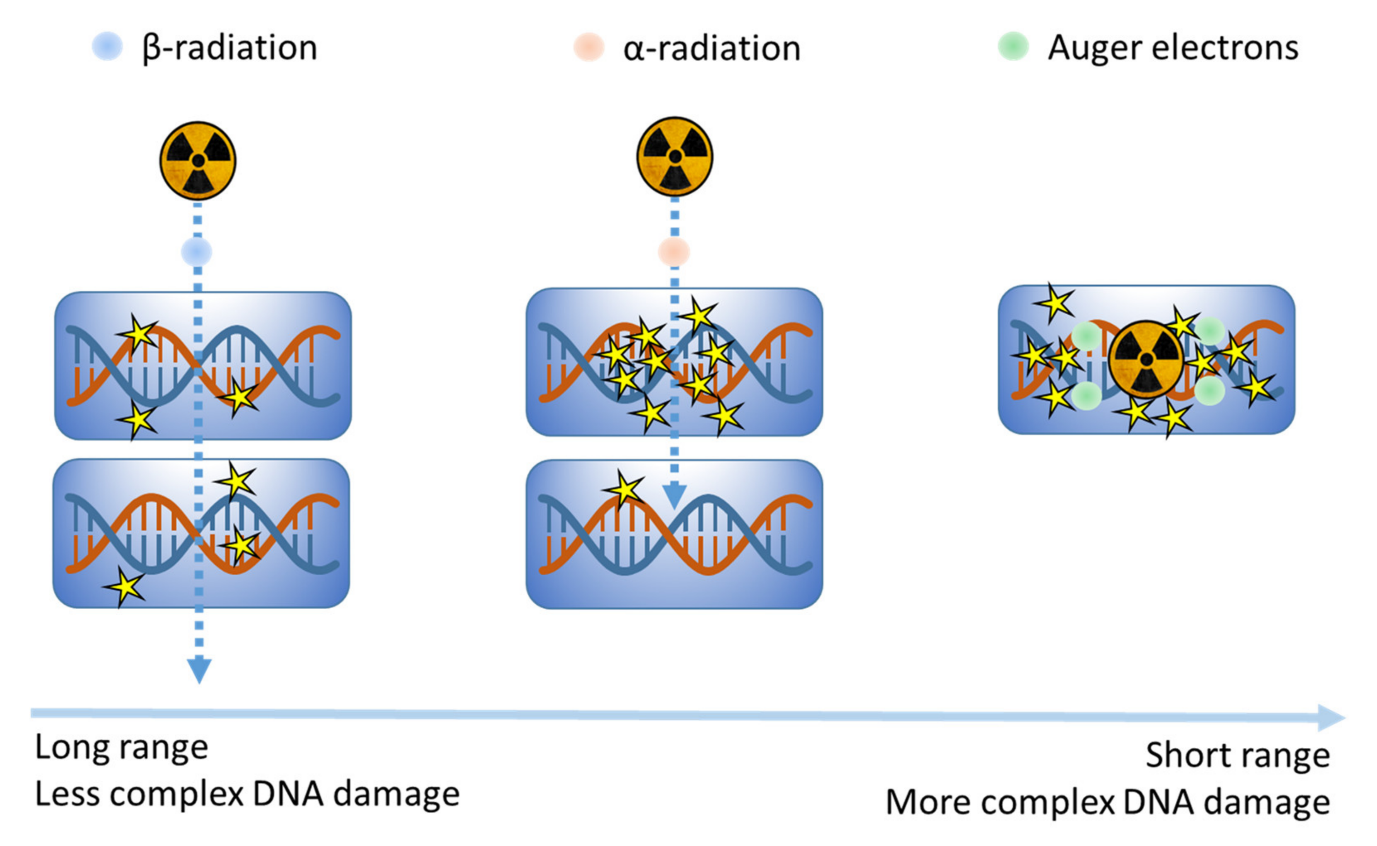 β-radiation
α-radiation
Auger electrons
Long range
Less complex DNA damage
Short range
More complex DNA damage